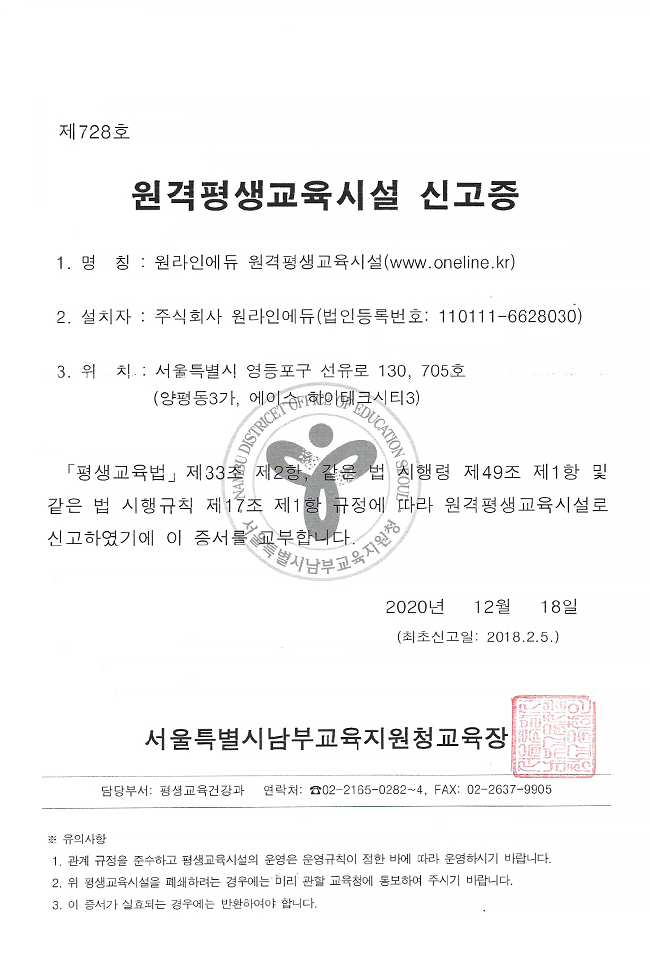 제728호
원격평생교육시설 신고증
1. 명 칭 : 원라인에듀 원격평생교육시설(www.oneline.kr)
2. 설치자 : 주식회사 원라인에듀(법인등록번호: 110111-6628030)
3. 위 치 : 서울특별시 영등포구 선유로 130, 705호
(양평동3가, 에이스 하이테크시티3)
NAMBU DISTRICET OFFICE OF EDUCATION SEOUL
「평생교육법」제33조 제2항, 같은 법 시행령 제49조 제1항 및
같은 법 시행규칙 제17조 제1항 규정에 따라 원격평생교육시설로
신고하였기에 이 증서를 교부합니다.
서울특별시남부교육지원청
2020년 12월 18일
(최초신고일: 2018.2.5.)
서울특별시남부교육지원청교육장
담당부서: 평생교육건강과 연락처: ☎02-2165-0282~4, FAX: 02-2637-9905
※ 유의사항
1. 관계 규정을 준수하고 평생교육시설의 운영은 운영규칙이 정한 바에 따라 운영하시기 바랍니다.
2. 위 평생교육시설을 폐쇄하려는 경우에는 미리 관할 교육청에 통보하여 주시기 바랍니다.
3. 이 증서가 실효되는 경우에는 반환하여야 합니다.